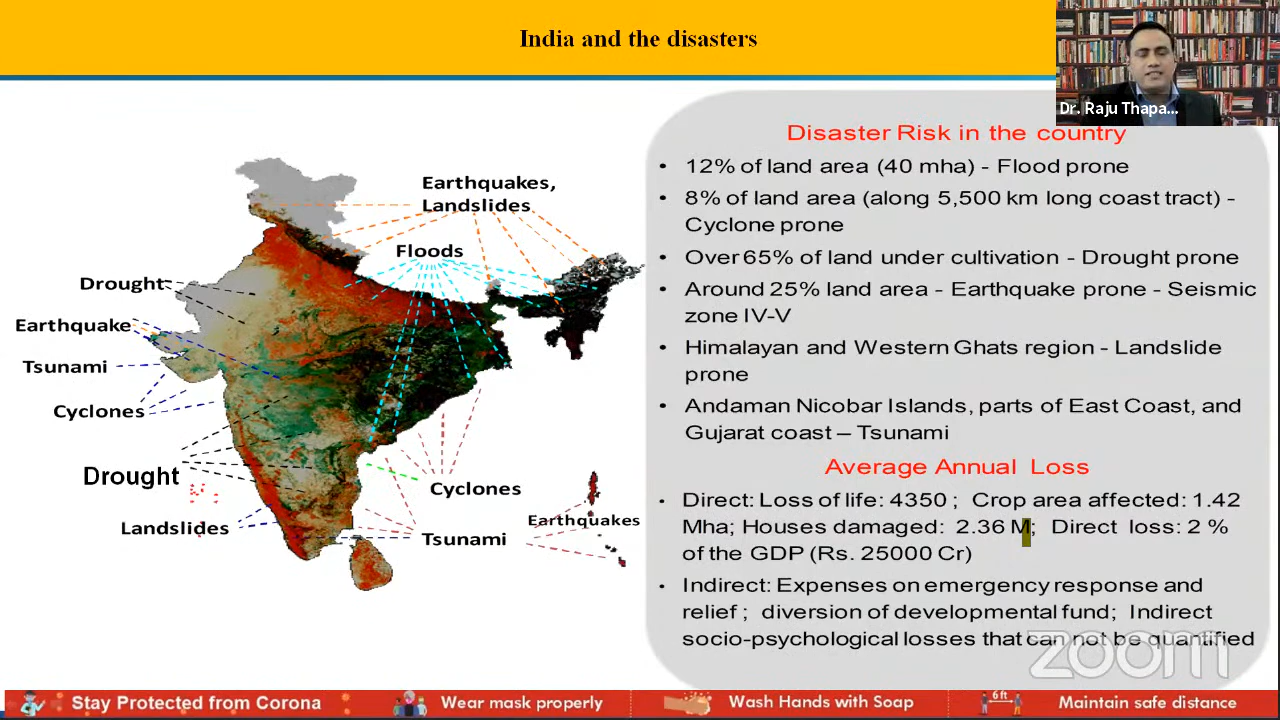 India and the disasters
Dr. Raju Thapa...
Earthquakes,
Landslides
Floods
Drought
Earthquake
Tsunami
Cyclones
Drought
Landslides
Cyclones
Earthquakes
Tsunami
Disaster Risk in the country
• 12% of land area (40 mha) - Flood prone
• 8% of land area (along 5,500 km long coast tract) -
Cyclone prone
• Over 65% of land under cultivation - Drought prone
• Around 25% land area - Earthquake prone - Seismic
zone IV-V
• Himalayan and Western Ghats region - Landslide
prone
• Andaman Nicobar Islands, parts of East Coast, and
Gujarat coast – Tsunami
Average Annual Loss
• Direct: Loss of life: 4350 ; Crop area affected: 1.42
Mha; Houses damaged: 2.36 M; Direct loss: 2 %
of the GDP (Rs. 25000 Cr)
• Indirect: Expenses on emergency response and
relief ; diversion of developmental fund; Indirect
socio-psychological losses that can not be quantified
zoom
Stay Protected from Corona
Wear mask properly
Wash Hands with Soap
6 ft
Maintain safe distance